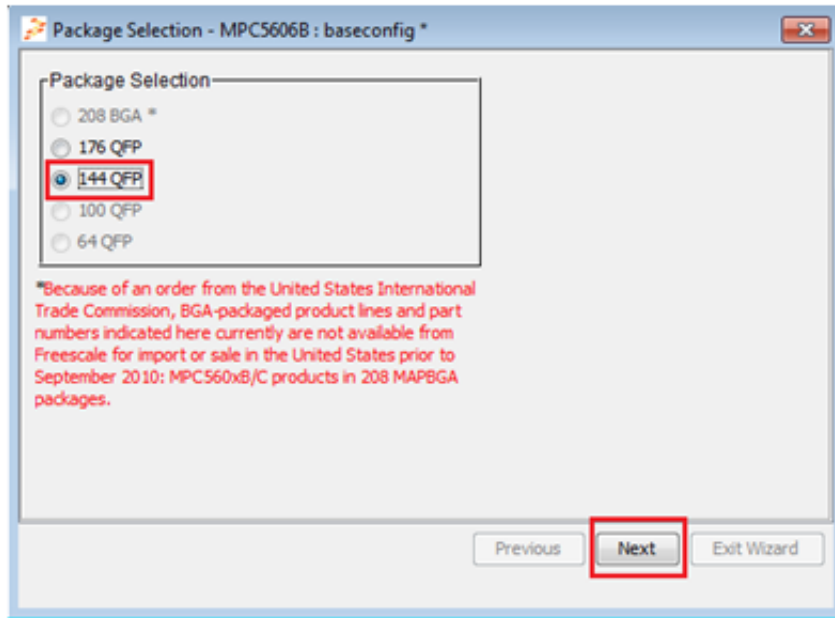 Package Selection - MPC5606B : baseconfig *
Package Selection
208 BGA *
176 QFP
144 QFP
100 QFP
64 QFP
*Because of an order from the United States International
Trade Commission, BGA-packaged product lines and part
numbers indicated here currently are not available from
Freescale for import or sale in the United States prior to
September 2010: MPC560xB/C products in 208 MAPBGA
packages.
Previous Next Exit Wizard